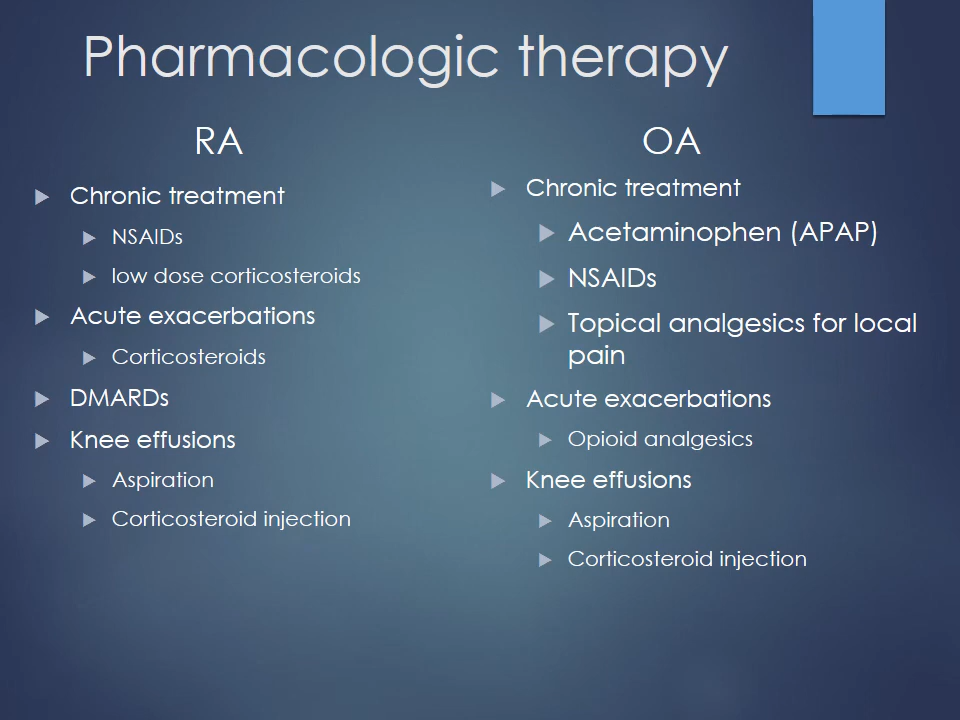 Pharmacologic therapy
RA
Chronic treatment
NSAIDs
low dose corticosteroids
Acute exacerbations
Corticosteroids
DMARDs
Knee effusions
Aspiration
Corticosteroid injection
OA
Chronic treatment
Acetaminophen (APAP)
NSAIDs
Topical analgesics for local
pain
Acute exacerbations
Opioid analgesics
Knee effusions
Aspiration
Corticosteroid injection